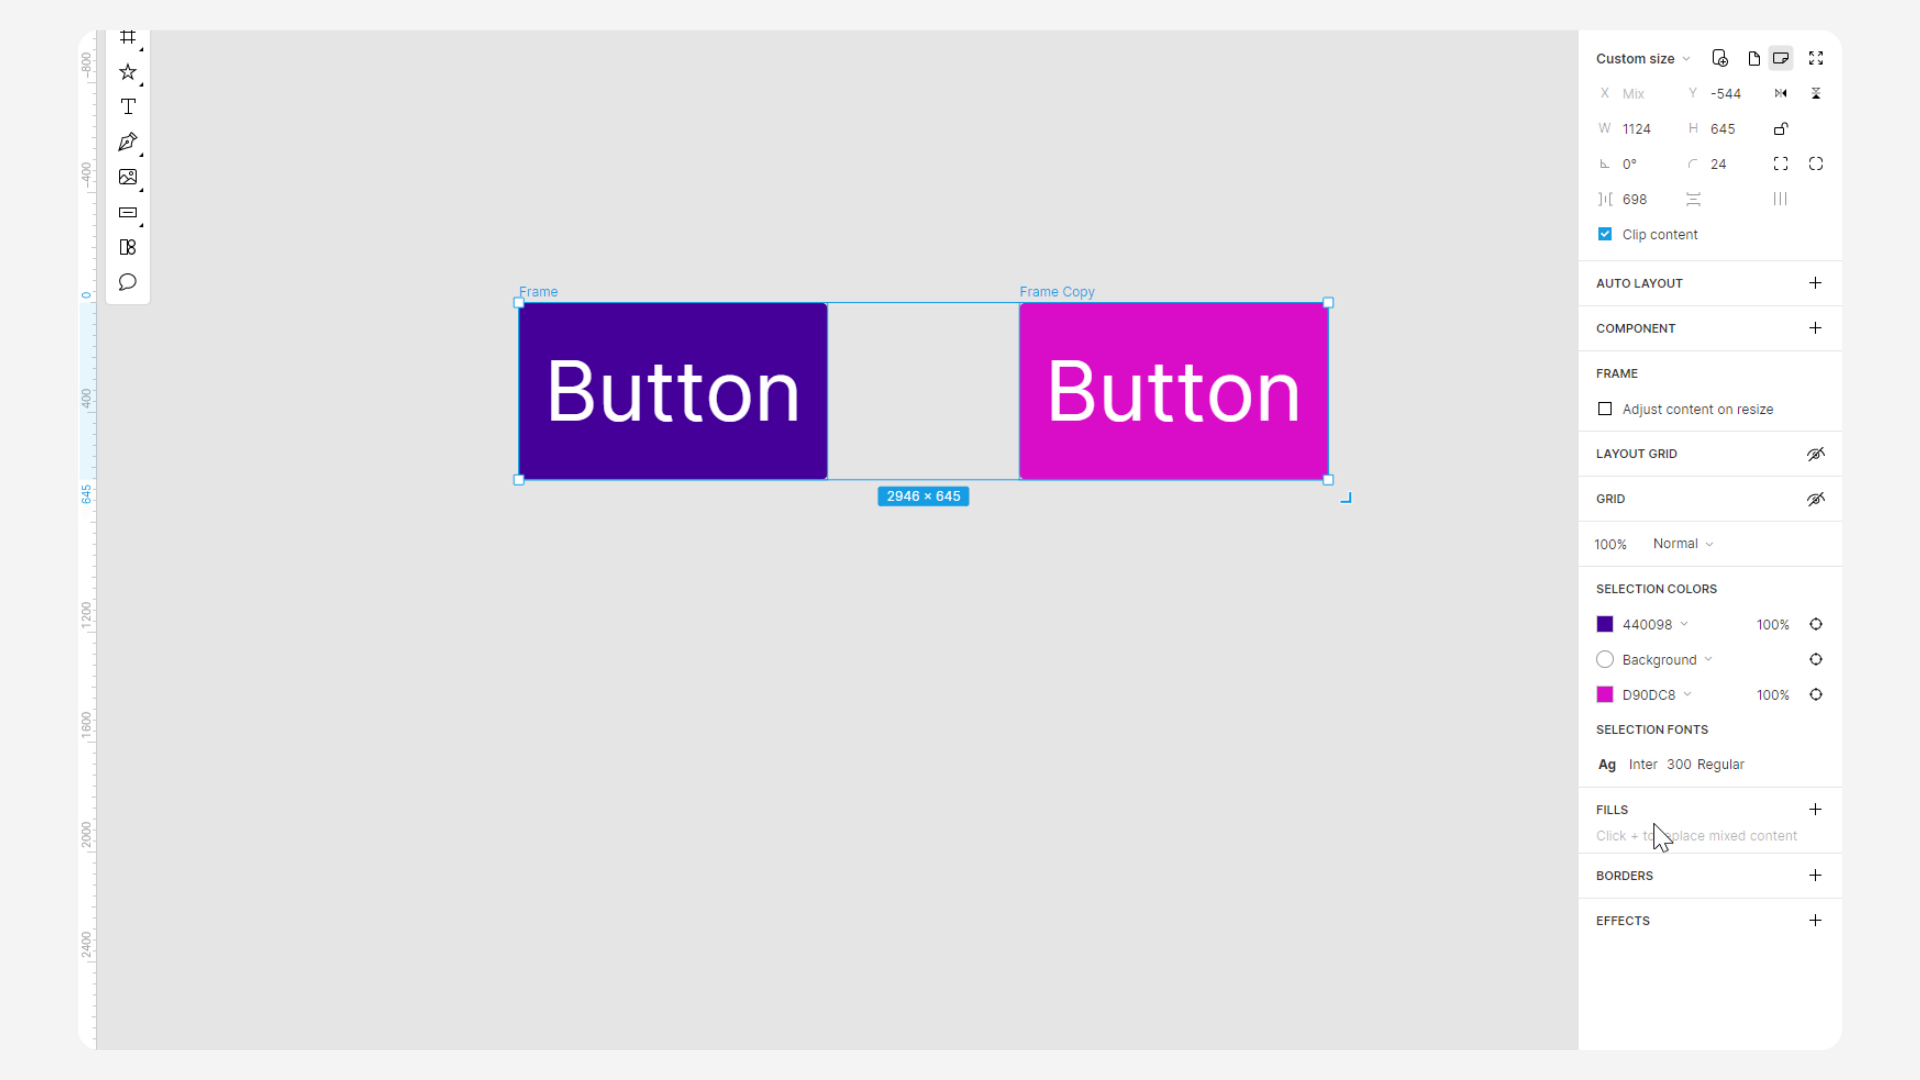 -800
-400
0
400
645
1200
1600
2000
2400
Frame
Frame Copy
Button
Button
2946 × 645
Custom size
X Mix Y -544
W 1124 H 645
0° 24
698
Clip content
AUTO LAYOUT
COMPONENT
FRAME
Adjust content on resize
LAYOUT GRID
GRID
100% Normal
SELECTION COLORS
440098 100%
Background
D90DC8 100%
SELECTION FONTS
Ag Inter 300 Regular
FILLS
Click + to replace mixed content
BORDERS
EFFECTS